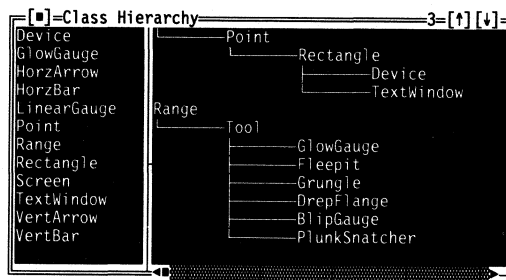 [■]=Class Hierarchy 3=[↑][↓]
Device
GlowGauge
HorzArrow
HorzBar
LinearGauge
Point
Range
Rectangle
Screen
TextWindow
VertArrow
VertBar
Point
Rectangle
Device
TextWindow
Range
Tool
GlowGauge
Fleepit
Grungle
DrepFlange
BlipGauge
PlunkSnatcher